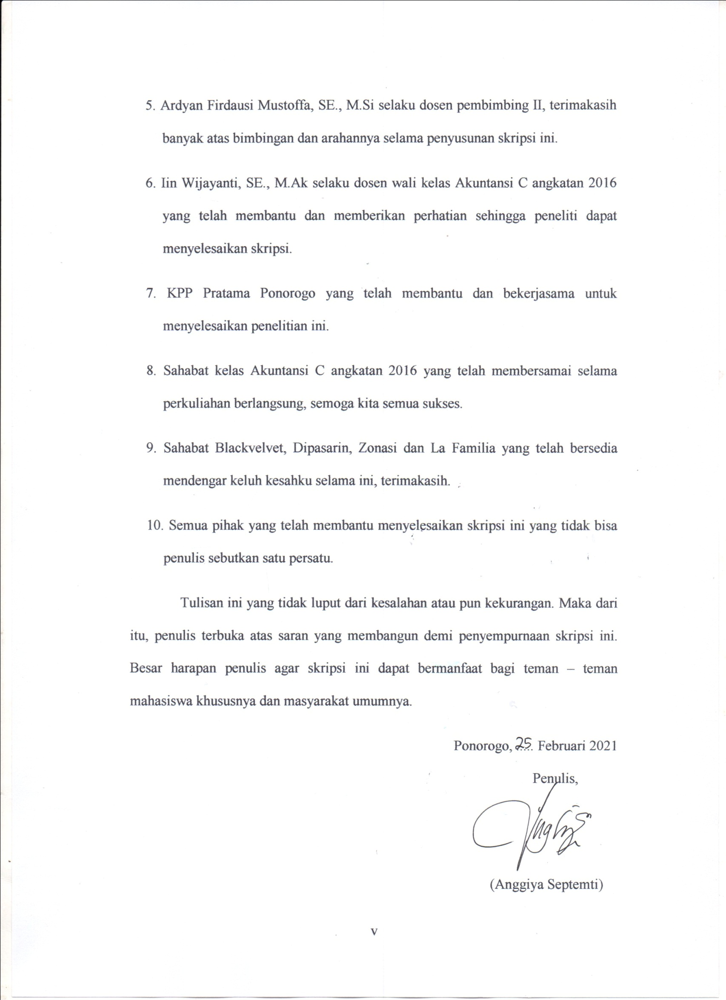 5. Ardyan Firdausi Mustoffa, SE., M.Si selaku dosen pembimbing II, terimakasih
banyak atas bimbingan dan arahannya selama penyusunan skripsi ini.
6. Iin Wijayanti, SE., M.Ak selaku dosen wali kelas Akuntansi C angkatan 2016
yang telah membantu dan memberikan perhatian sehingga peneliti dapat
menyelesaikan skripsi.
7. KPP Pratama Ponorogo yang telah membantu dan bekerjasama untuk
menyelesaikan penelitian ini.
8. Sahabat kelas Akuntansi C angkatan 2016 yang telah membersamai selama
perkuliahan berlangsung, semoga kita semua sukses.
9. Sahabat Blackvelvet, Dipasarin, Zonasi dan La Familia yang telah bersedia
mendengar keluh kesahku selama ini, terimakasih.
10. Semua pihak yang telah membantu menyelesaikan skripsi ini yang tidak bisa
penulis sebutkan satu persatu.
Tulisan ini yang tidak luput dari kesalahan atau pun kekurangan. Maka dari
itu, penulis terbuka atas saran yang membangun demi penyempurnaan skripsi ini.
Besar harapan penulis agar skripsi ini dapat bermanfaat bagi teman – teman
mahasiswa khususnya dan masyarakat umumnya.
Ponorogo, 25 Februari 2021
Penulis,
(Anggiya Septemti)
v